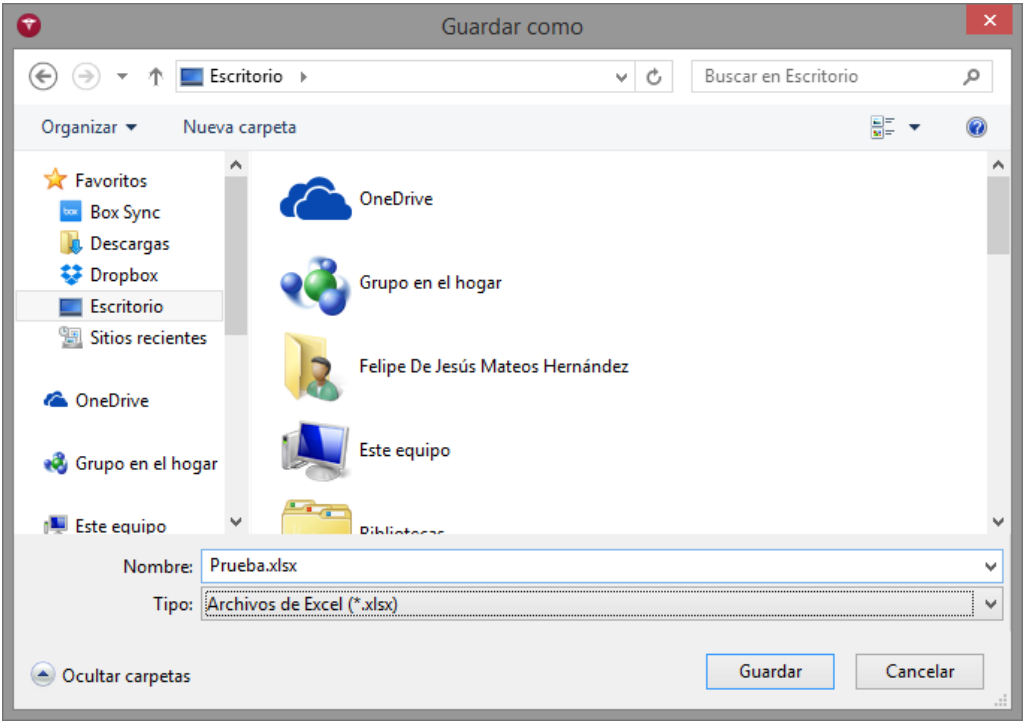 Guardar como
Escritorio
Buscar en Escritorio
Organizar
Nueva carpeta
Favoritos
box
Box Sync
Descargas
Dropbox
Escritorio
Sitios recientes
OneDrive
Grupo en el hogar
Este equipo
OneDrive
Grupo en el hogar
Felipe De Jesús Mateos Hernández
Este equipo
Bibliotecas
Nombre: Prueba.xlsx
Tipo: Archivos de Excel (*.xlsx)
Ocultar carpetas
Guardar
Cancelar